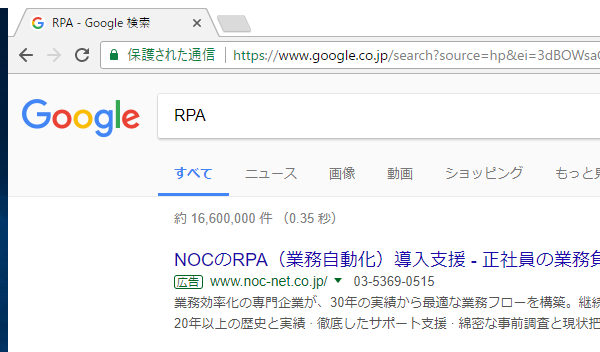 RPA - Google 検索
保護された通信 https://www.google.co.jp/search?source=hp&ei=3dBOWsa
Google
RPA
すべて ニュース 画像 動画 ショッピング もっと見
約 16,600,000 件 （0.35 秒）
NOCのRPA（業務自動化）導入支援 - 正社員の業務負
広告 www.noc-net.co.jp/ 03-5369-0515
業務効率化の専門企業が、30年の実績から最適な業務フローを構築。継続
20年以上の歴史と実績 · 徹底したサポート支援 · 綿密な事前調査と現状把